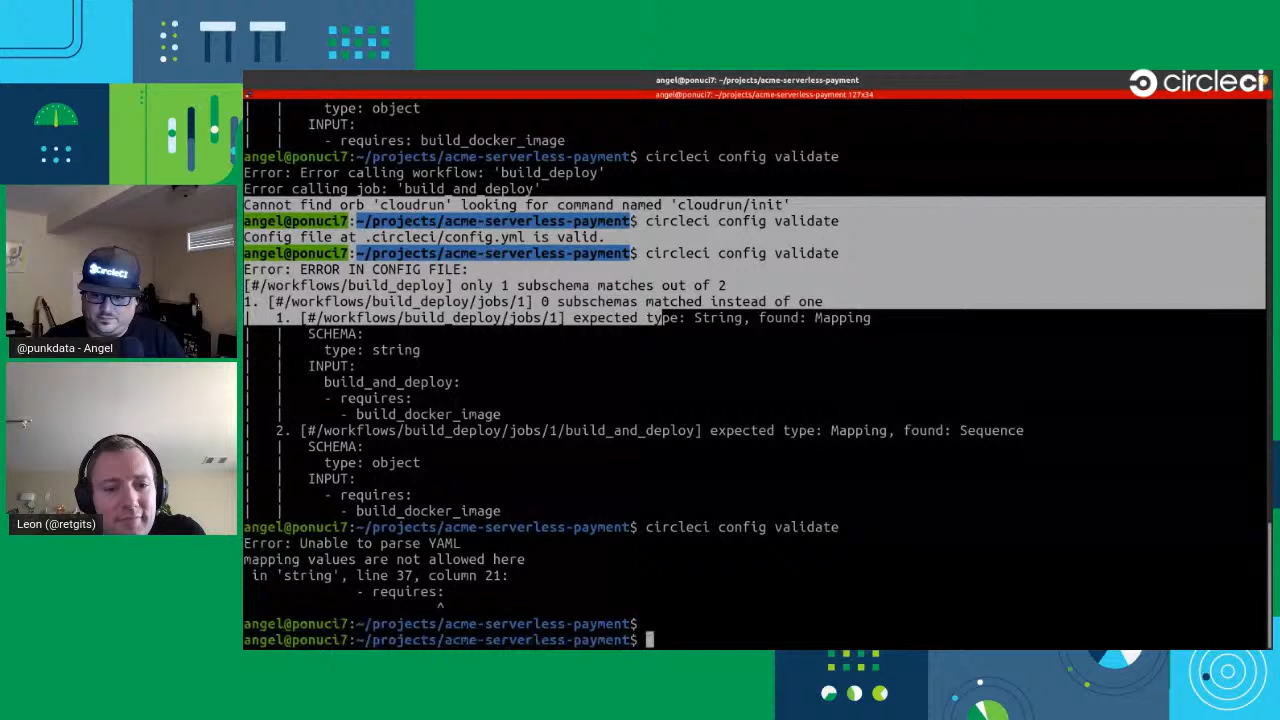 angel@ponuci7: ~/projects/acme-serverless-payment
angel@ponuci7: ~/projects/acme-serverless-payment 127x34
circleci
| | type: object
| | INPUT:
| | - requires: build_docker_image
angel@ponuci7:~/projects/acme-serverless-payment$ circleci config validate
Error: Error calling workflow: 'build_deploy'
Error calling job: 'build_and_deploy'
Cannot find orb 'cloudrun' looking for command named 'cloudrun/init'
angel@ponuci7:~/projects/acme-serverless-payment$ circleci config validate
Config file at .circleci/config.yml is valid.
angel@ponuci7:~/projects/acme-serverless-payment$ circleci config validate
Error: ERROR IN CONFIG FILE:
[#/workflows/build_deploy] only 1 subschema matches out of 2
1. [#/workflows/build_deploy/jobs/1] 0 subschemas matched instead of one
| 1. [#/workflows/build_deploy/jobs/1] expected type: String, found: Mapping
| | SCHEMA:
| | type: string
| | INPUT:
| | build_and_deploy:
| | - requires:
| | - build_docker_image
| 2. [#/workflows/build_deploy/jobs/1/build_and_deploy] expected type: Mapping, found: Sequence
| | SCHEMA:
| | type: object
| | INPUT:
| | - requires:
| | - build_docker_image
angel@ponuci7:~/projects/acme-serverless-payment$ circleci config validate
Error: Unable to parse YAML
mapping values are not allowed here
in 'string', line 37, column 21:
- requires:
^
angel@ponuci7:~/projects/acme-serverless-payment$
angel@ponuci7:~/projects/acme-serverless-payment$
CircleCI
@punkdata - Angel
Leon (@retgits)